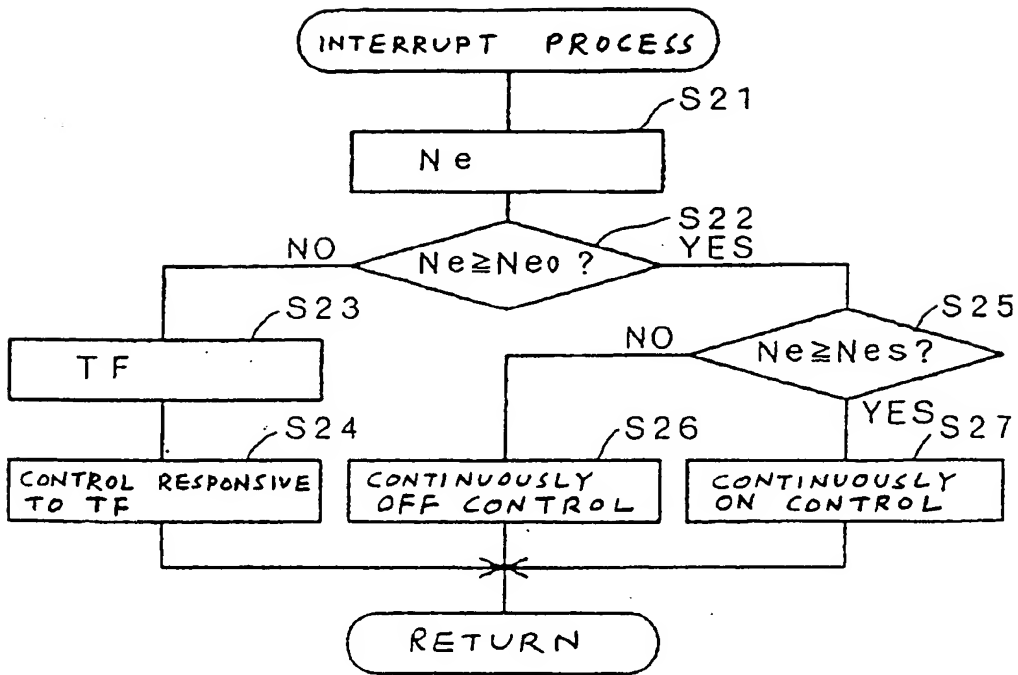 INTERRUPT PROCESS
S21
Ne
S22
NO
YES
Ne≧Neo ?
S23
S25
TF
NO
Ne≧Nes?
YES
S24
S26
S27
CONTROL RESPONSIVE
TO TF
CONTINUOUSLY
OFF CONTROL
CONTINUOUSLY
ON CONTROL
RETURN